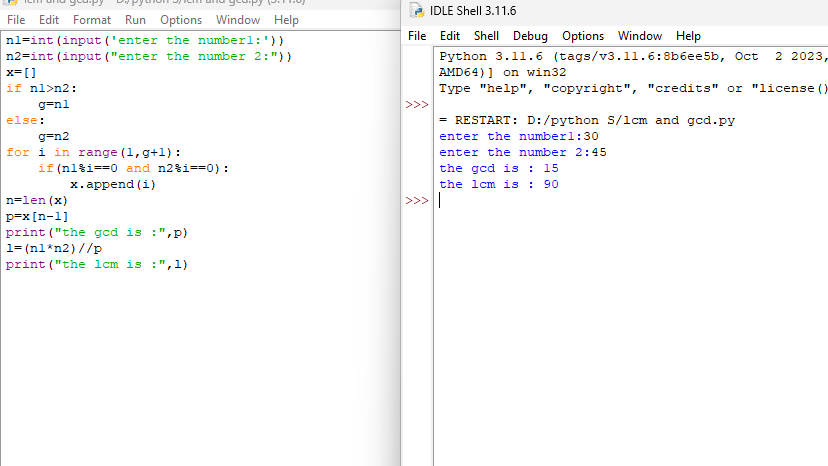 lcm and gcd.py - D:/python S/lcm and gcd.py (3.11.6)
File Edit Format Run Options Window Help
n1=int(input('enter the number1:'))
n2=int(input("enter the number 2:"))
x=[]
if n1>n2:
    g=n1
else:
    g=n2
for i in range(1,g+1):
    if(n1%i==0 and n2%i==0):
        x.append(i)
n=len(x)
p=x[n-1]
print("the gcd is :",p)
l=(n1*n2)//p
print("the lcm is :",l)
IDLE Shell 3.11.6
File Edit Shell Debug Options Window Help
Python 3.11.6 (tags/v3.11.6:8b6ee5b, Oct  2 2023,
AMD64)] on win32
Type "help", "copyright", "credits" or "license()
>>>
= RESTART: D:/python S/lcm and gcd.py
enter the number1:30
enter the number 2:45
the gcd is : 15
the lcm is : 90
>>>